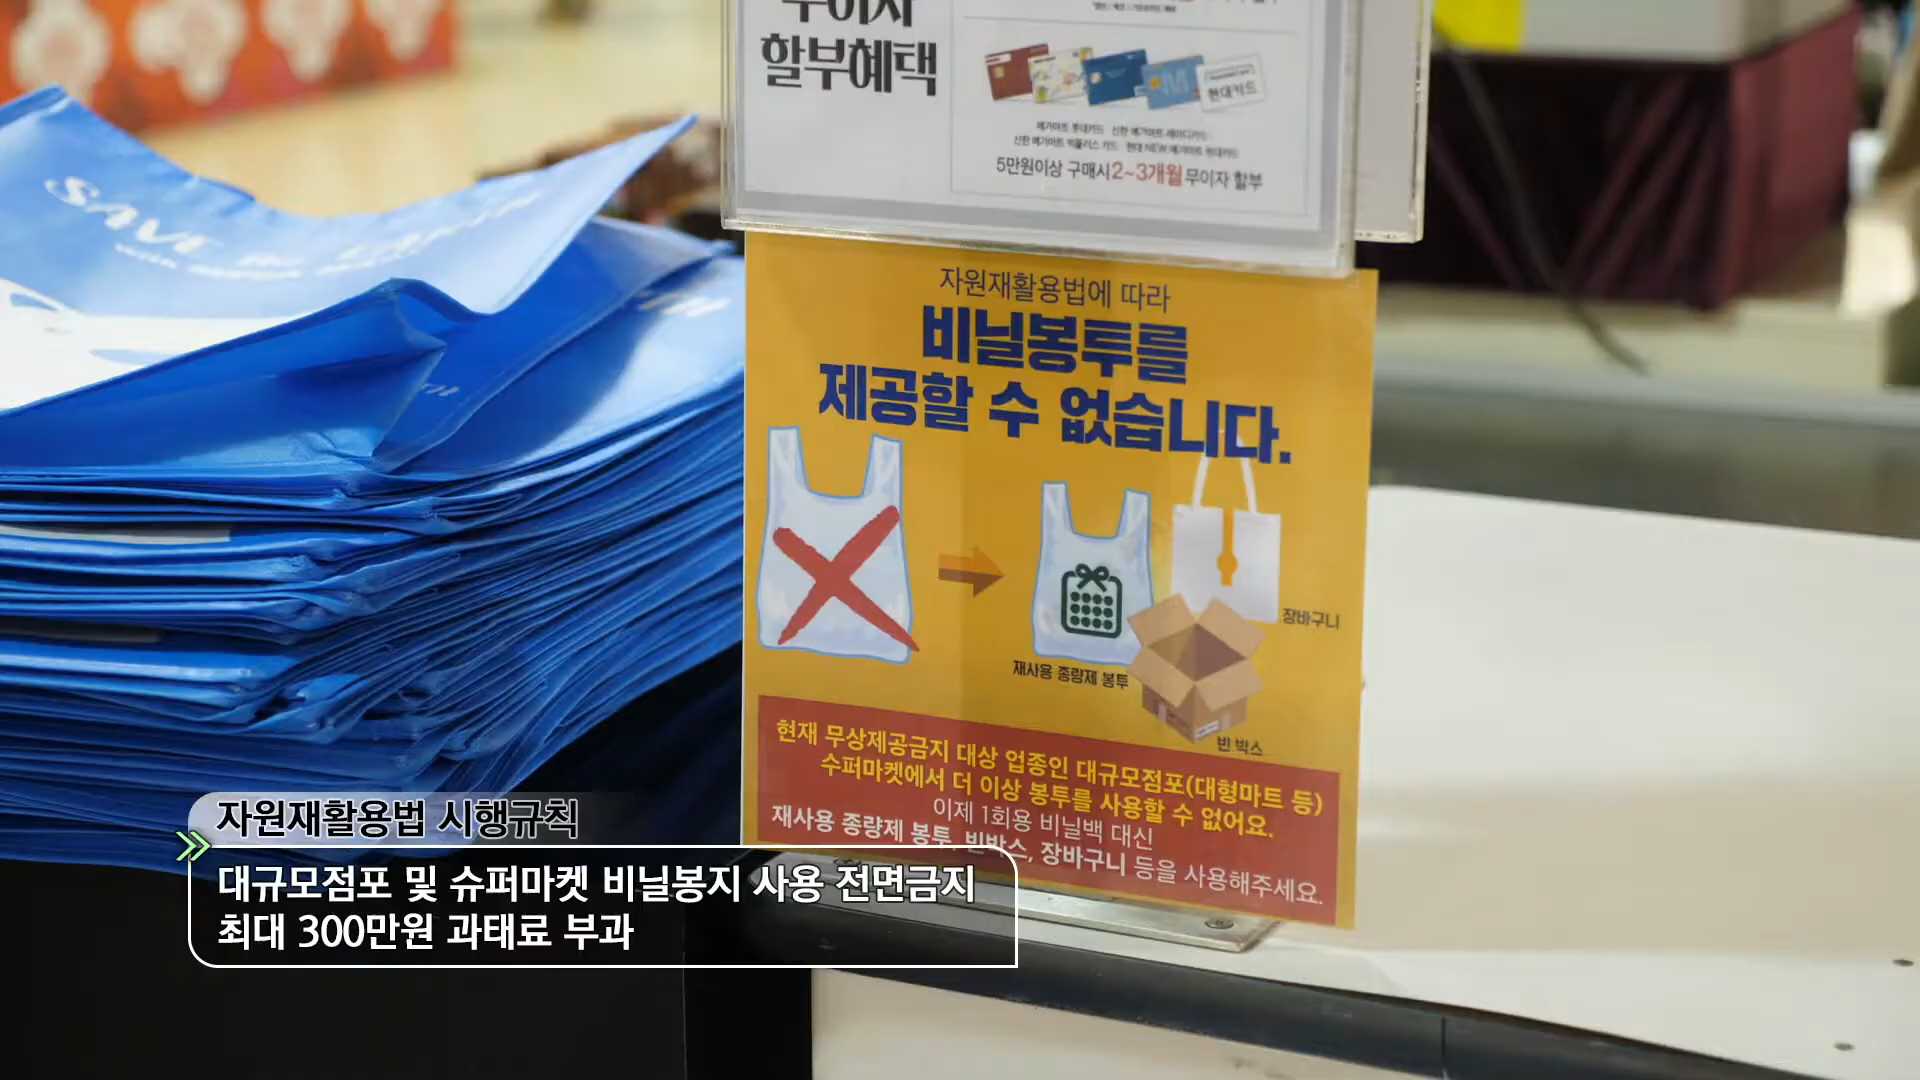 무이자
할부혜택
현대카드
5만원이상 구매시 2~3개월 무이자 할부
SAVE
자원재활용법에 따라
비닐봉투를
제공할 수 없습니다.
장바구니
재사용 종량제 봉투
빈 박스
현재 무상제공금지 대상 업종인 대규모점포(대형마트 등)
수퍼마켓에서 더 이상 봉투를 사용할 수 없어요.
이제 1회용 비닐백 대신
재사용 종량제 봉투, 빈박스, 장바구니 등을 사용해주세요.
자원재활용법 시행규칙
대규모점포 및 슈퍼마켓 비닐봉지 사용 전면금지
최대 300만원 과태료 부과